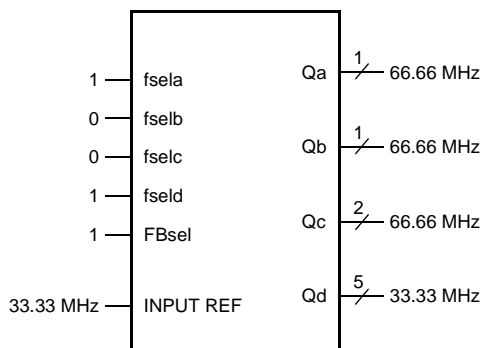 1 fsela Qa 1 66.66 MHz
0 fselb
0 fselc Qb 1 66.66 MHz
1 fseld
1 FBsel Qc 2 66.66 MHz
33.33 MHz INPUT REF Qd 5 33.33 MHz